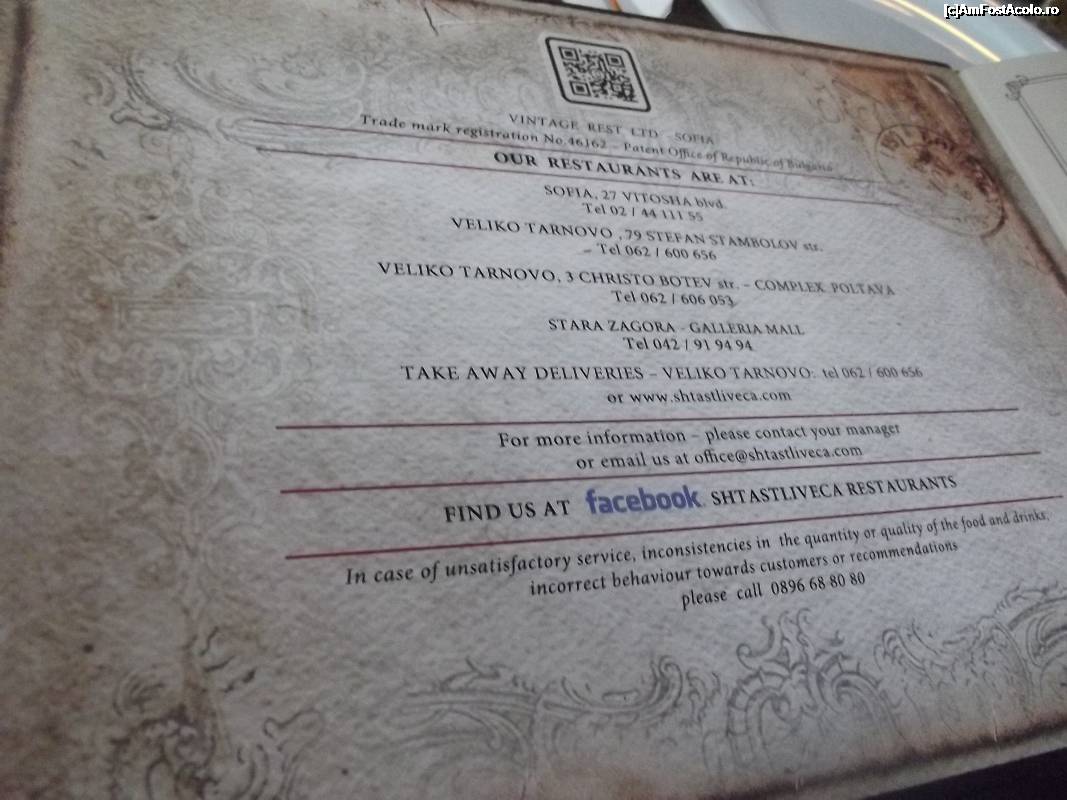 [c]AmFostAcolo.ro
VINTAGE REST LTD - SOFIA
Trade mark registration No.46162 – Patent Office of Republic of Bulgaria
OUR RESTAURANTS ARE AT:
SOFIA, 27 VITOSHA blvd.
Tel 02 / 44 111 55
VELIKO TARNOVO , 79 STEFAN STAMBOLOV str.
– Tel 062 / 600 656
VELIKO TARNOVO, 3 CHRISTO BOTEV str. – COMPLEX POLTAVA
Tel 062 / 606 053
STARA ZAGORA - GALLERIA MALL
Tel 042 / 91 94 94
TAKE AWAY DELIVERIES – VELIKO TARNOVO: tel 062 / 600 656
or www.shtastliveca.com
For more information – please contact your manager
or email us at office@shtastliveca.com
FIND US AT facebook. SHTASTLIVECA RESTAURANTS
In case of unsatisfactory service, inconsistencies in the quantity or quality of the food and drinks,
incorrect behaviour towards customers or recommendations
please call 0896 68 80 80